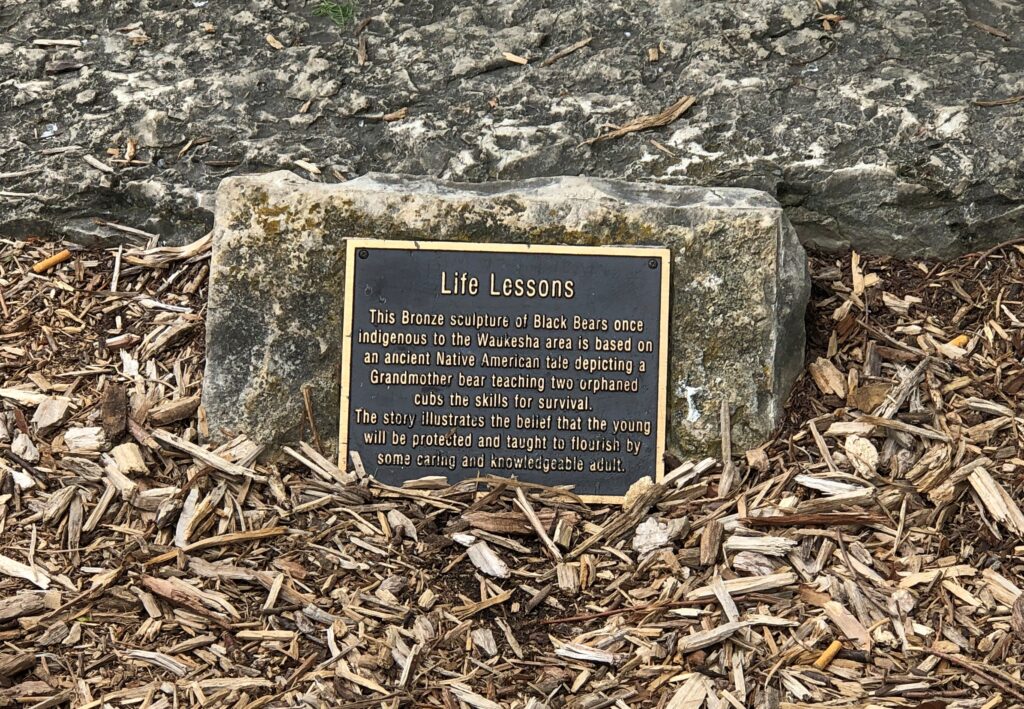 Life Lessons
This Bronze sculpture of Black Bears once
indigenous to the Waukesha area is based on
an ancient Native American tale depicting a
Grandmother bear teaching two orphaned
cubs the skills for survival.
The story illustrates the belief that the young
will be protected and taught to flourish by
some caring and knowledgeable adult.